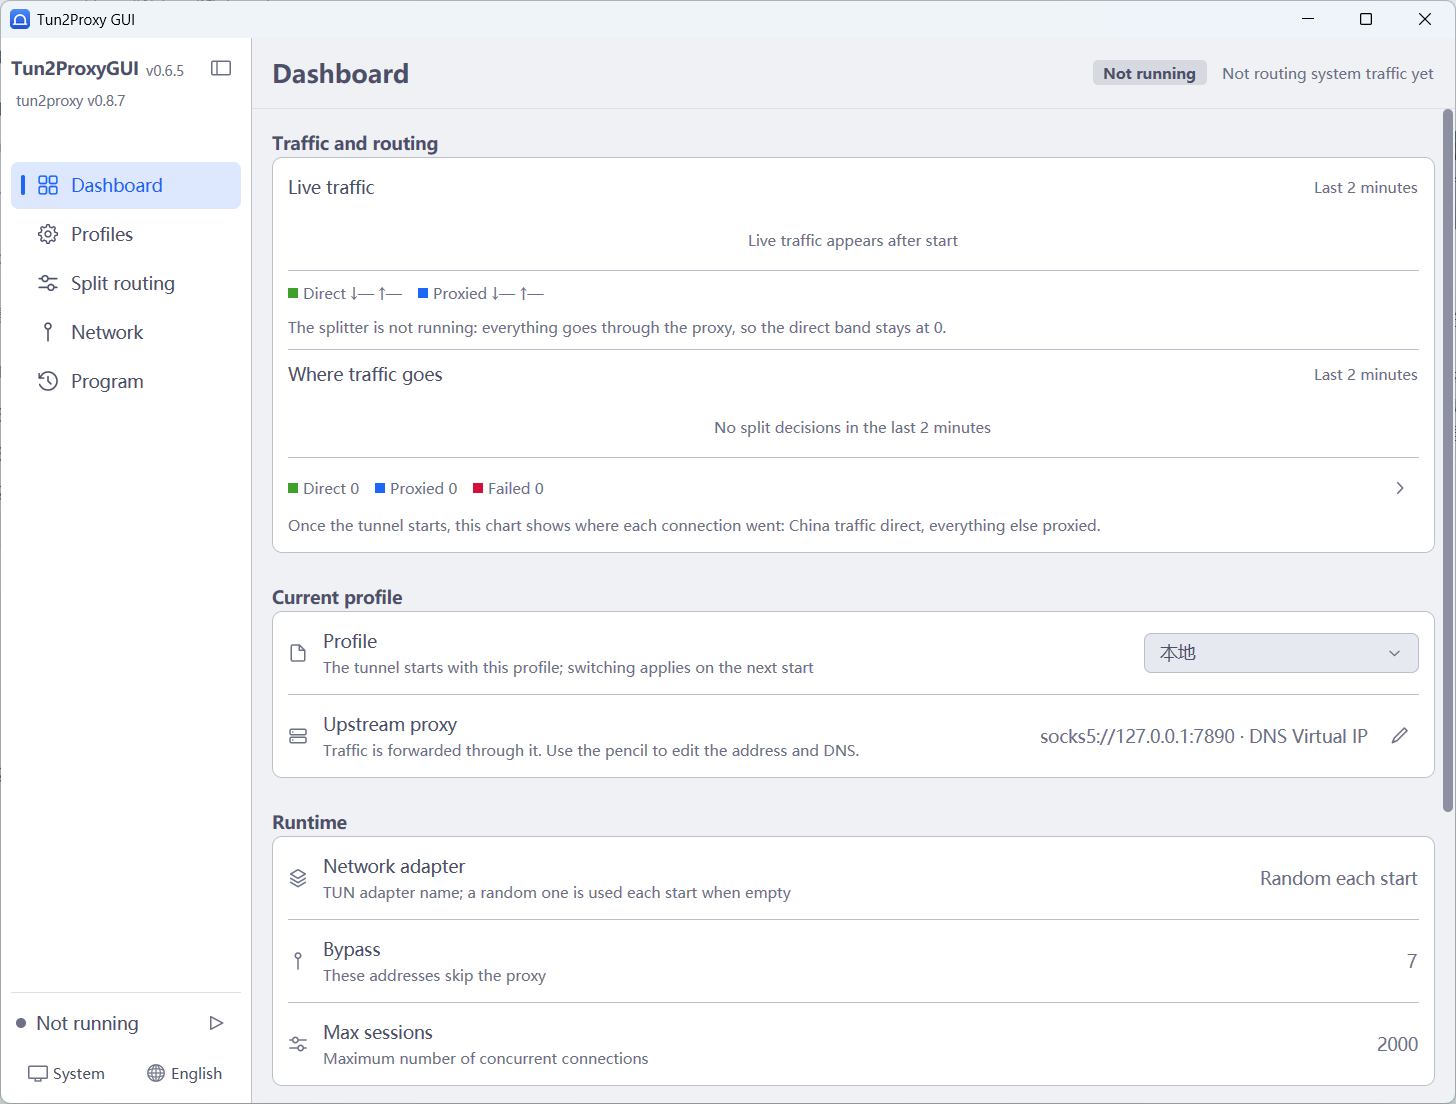 Tun2Proxy GUI
Tun2ProxyGUI v0.6.5
tun2proxy v0.8.7
Dashboard
Profiles
Split routing
Network
Program
Not running
System
English
Dashboard
Not running
Not routing system traffic yet
Traffic and routing
Live traffic
Last 2 minutes
Live traffic appears after start
Direct ↓— ↑— Proxied ↓— ↑—
The splitter is not running: everything goes through the proxy, so the direct band stays at 0.
Where traffic goes
Last 2 minutes
No split decisions in the last 2 minutes
Direct 0 Proxied 0 Failed 0
Once the tunnel starts, this chart shows where each connection went: China traffic direct, everything else proxied.
Current profile
Profile
The tunnel starts with this profile; switching applies on the next start
本地
Upstream proxy
Traffic is forwarded through it. Use the pencil to edit the address and DNS.
socks5://127.0.0.1:7890 · DNS Virtual IP
Runtime
Network adapter
TUN adapter name; a random one is used each start when empty
Random each start
Bypass
These addresses skip the proxy
7
Max sessions
Maximum number of concurrent connections
2000